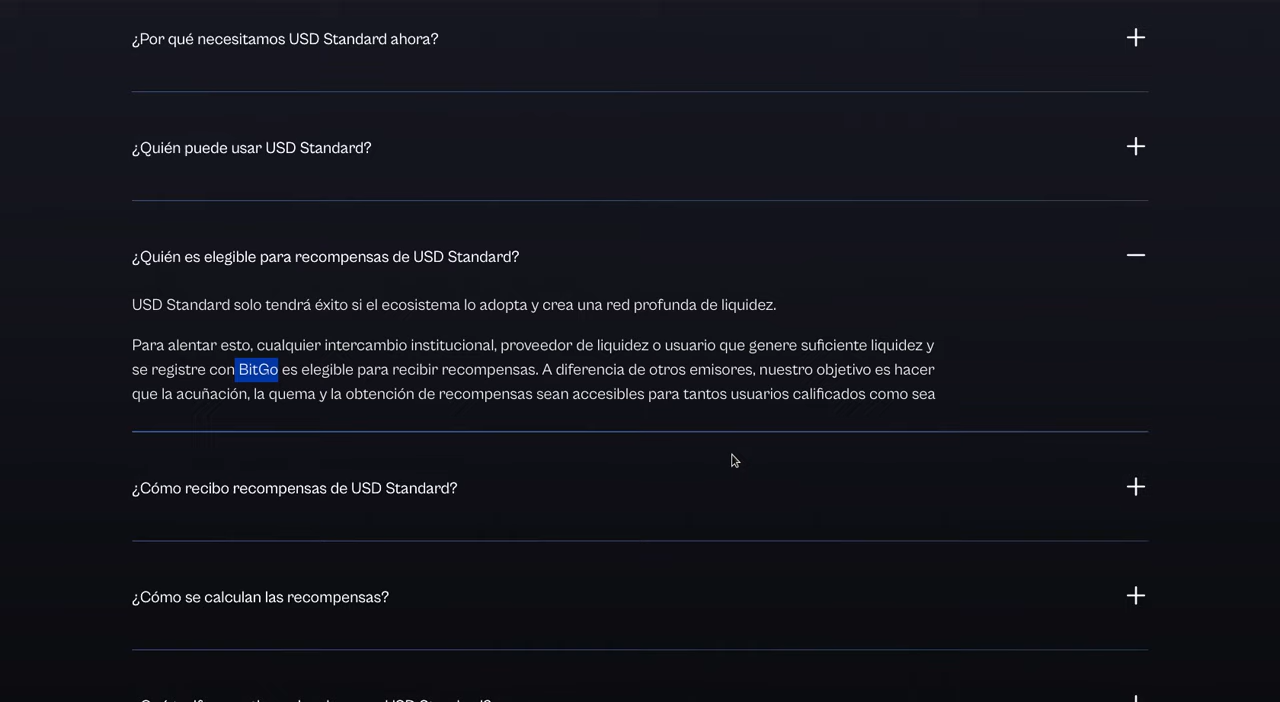 ¿Por qué necesitamos USD Standard ahora?
¿Quién puede usar USD Standard?
¿Quién es elegible para recompensas de USD Standard?
USD Standard solo tendrá éxito si el ecosistema lo adopta y crea una red profunda de liquidez.
Para alentar esto, cualquier intercambio institucional, proveedor de liquidez o usuario que genere suficiente liquidez y
se registre con BitGo es elegible para recibir recompensas. A diferencia de otros emisores, nuestro objetivo es hacer
que la acuñación, la quema y la obtención de recompensas sean accesibles para tantos usuarios calificados como sea
¿Cómo recibo recompensas de USD Standard?
¿Cómo se calculan las recompensas?
USD Standard?